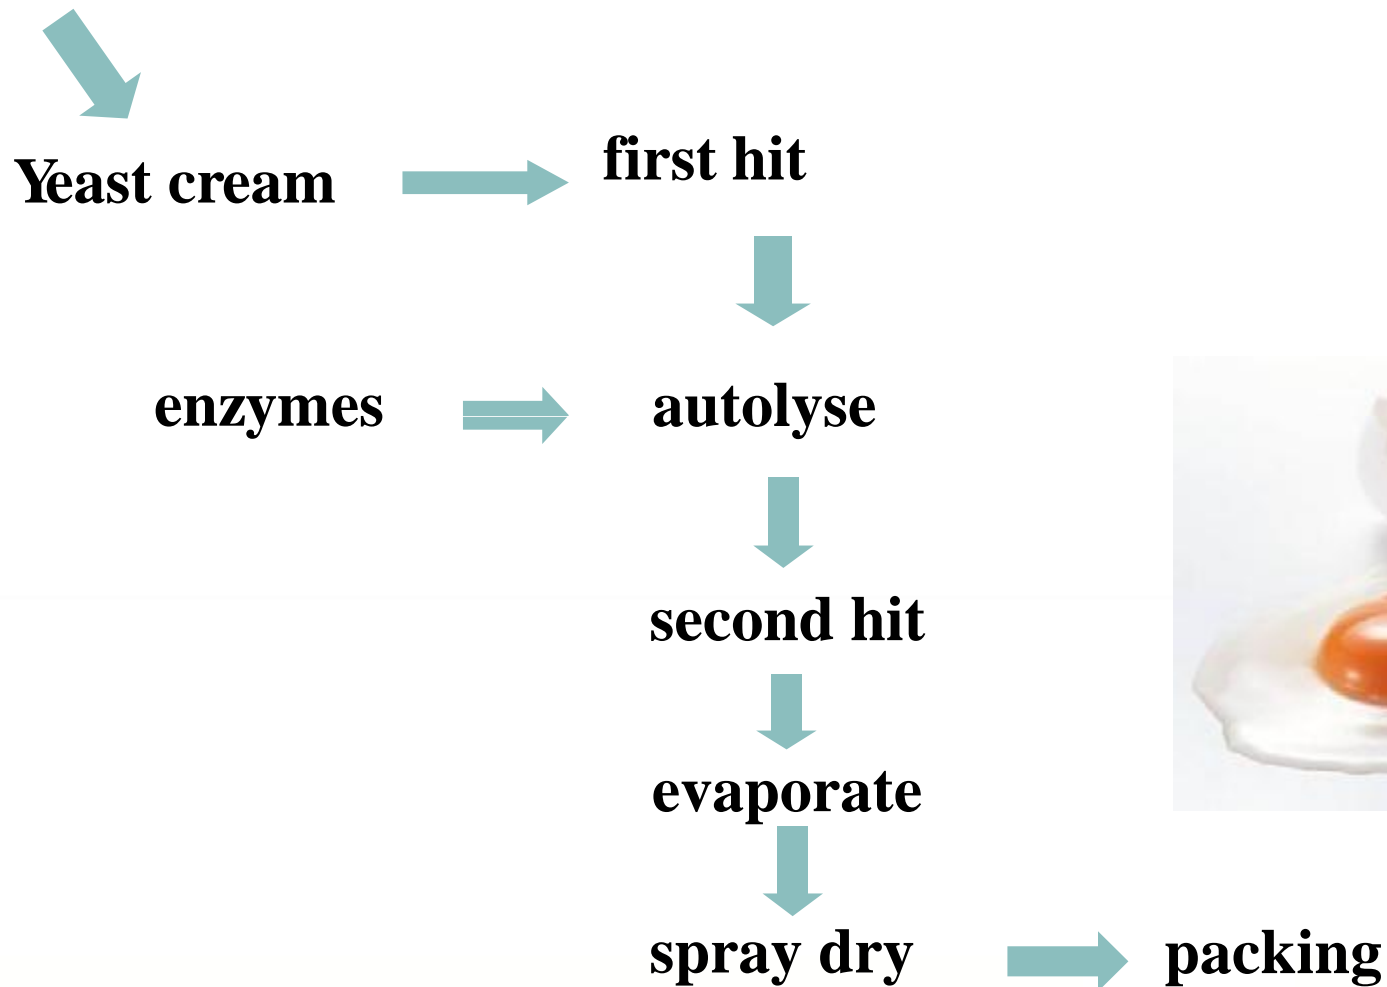 Yeast cream
first hit
enzymes
autolyse
second hit
evaporate
spray dry
packing